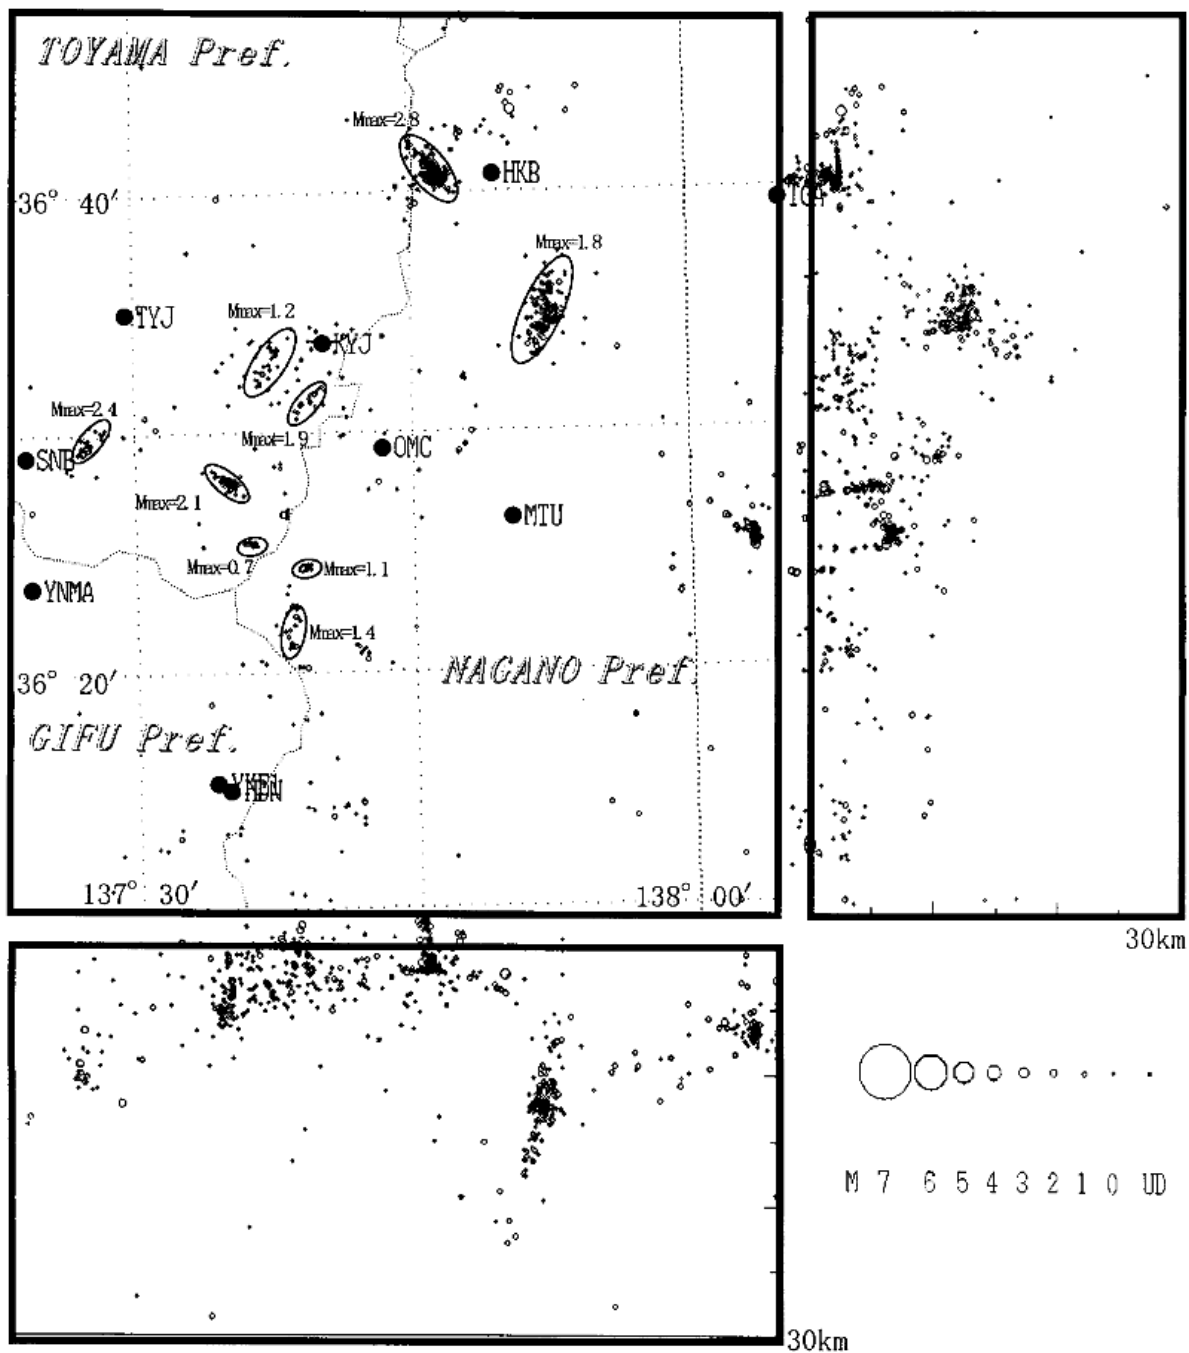 TOYAMA Pref.
Mmax=2.8
HKB
36° 40′
Mmax=1.8
Mmax=1.2
TYJ
KYJ
Mmax=2.4
Mmax=1.9
OMC
SNB
Mmax=2.1
MTU
Mmax=0.7
Mmax=1.1
YNMA
Mmax=1.4
NAGANO Pref.
36° 20′
GIFU Pref.
137° 30′
138° 00′
30km
30km
M 7 6 5 4 3 2 1 0 UD